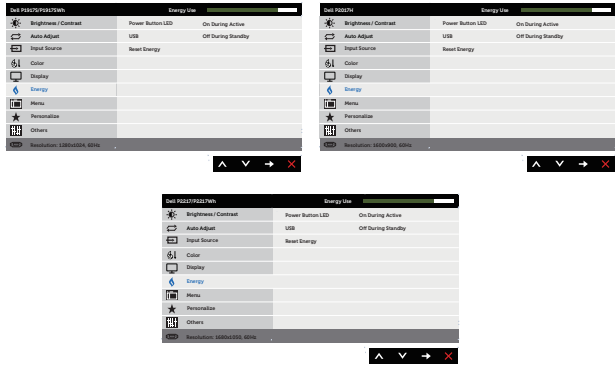 Dell P1917S/P1917SWh Energy Use
Brightness / Contrast Power Button LED On During Active
Auto Adjust USB Off During Standby
Input Source Reset Energy
Color
Display
Energy
Menu
Personalize
Others
Resolution: 1280x1024, 60Hz
Dell P2017H Energy Use
Brightness / Contrast Power Button LED On During Active
Auto Adjust USB Off During Standby
Input Source Reset Energy
Color
Display
Energy
Menu
Personalize
Others
Resolution: 1600x900, 60Hz
Dell P2217/P2217Wh Energy Use
Brightness / Contrast Power Button LED On During Active
Auto Adjust USB Off During Standby
Input Source Reset Energy
Color
Display
Energy
Menu
Personalize
Others
Resolution: 1680x1050, 60Hz